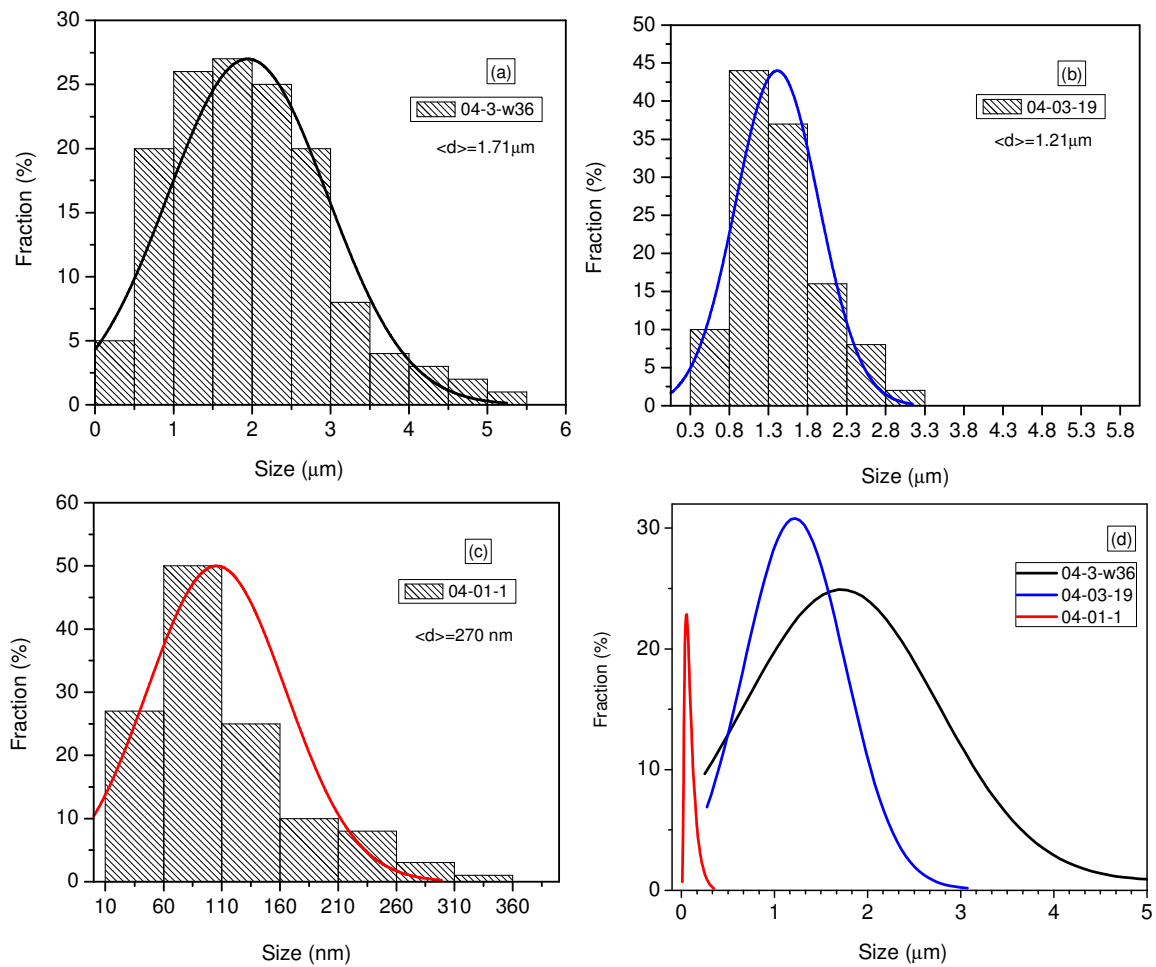 30
25
20
15
10
5
0
Fraction (%)
(a)
04-3-w36
<d>=1.71μm
0 1 2 3 4 5 6
Size (μm)
50
45
40
35
30
25
20
15
10
5
0
Fraction (%)
(b)
04-03-19
<d>=1.21μm
0.3 0.8 1.3 1.8 2.3 2.8 3.3 3.8 4.3 4.8 5.3 5.8
Size (μm)
60
50
40
30
20
10
0
Fraction (%)
(c)
04-01-1
<d>=270 nm
10 60 110 160 210 260 310 360
Size (nm)
30
20
10
0
Fraction (%)
(d)
04-3-w36
04-03-19
04-01-1
0 1 2 3 4 5
Size (μm)